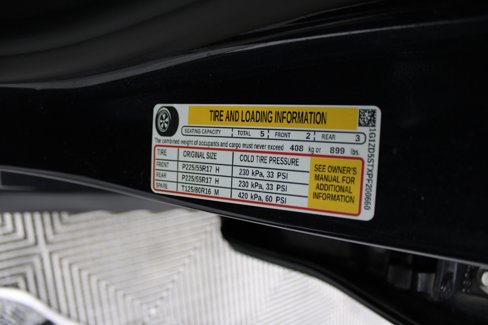 TIRE AND LOADING INFORMATION
SEATING CAPACITY TOTAL 5 FRONT 2 REAR 3
The combined weight of occupants and cargo must never exceed 408 kg or 899 lbs.
TIRE ORIGINAL SIZE COLD TIRE PRESSURE
FRONT P225/55R17 H 230 kPa, 33 PSI
REAR P225/55R17 H 230 kPa, 33 PSI
SPARE T125/80R16 M 420 kPa, 60 PSI
SEE OWNER'S
MANUAL FOR
ADDITIONAL
INFORMATION
1G1ZD5STXPF200660